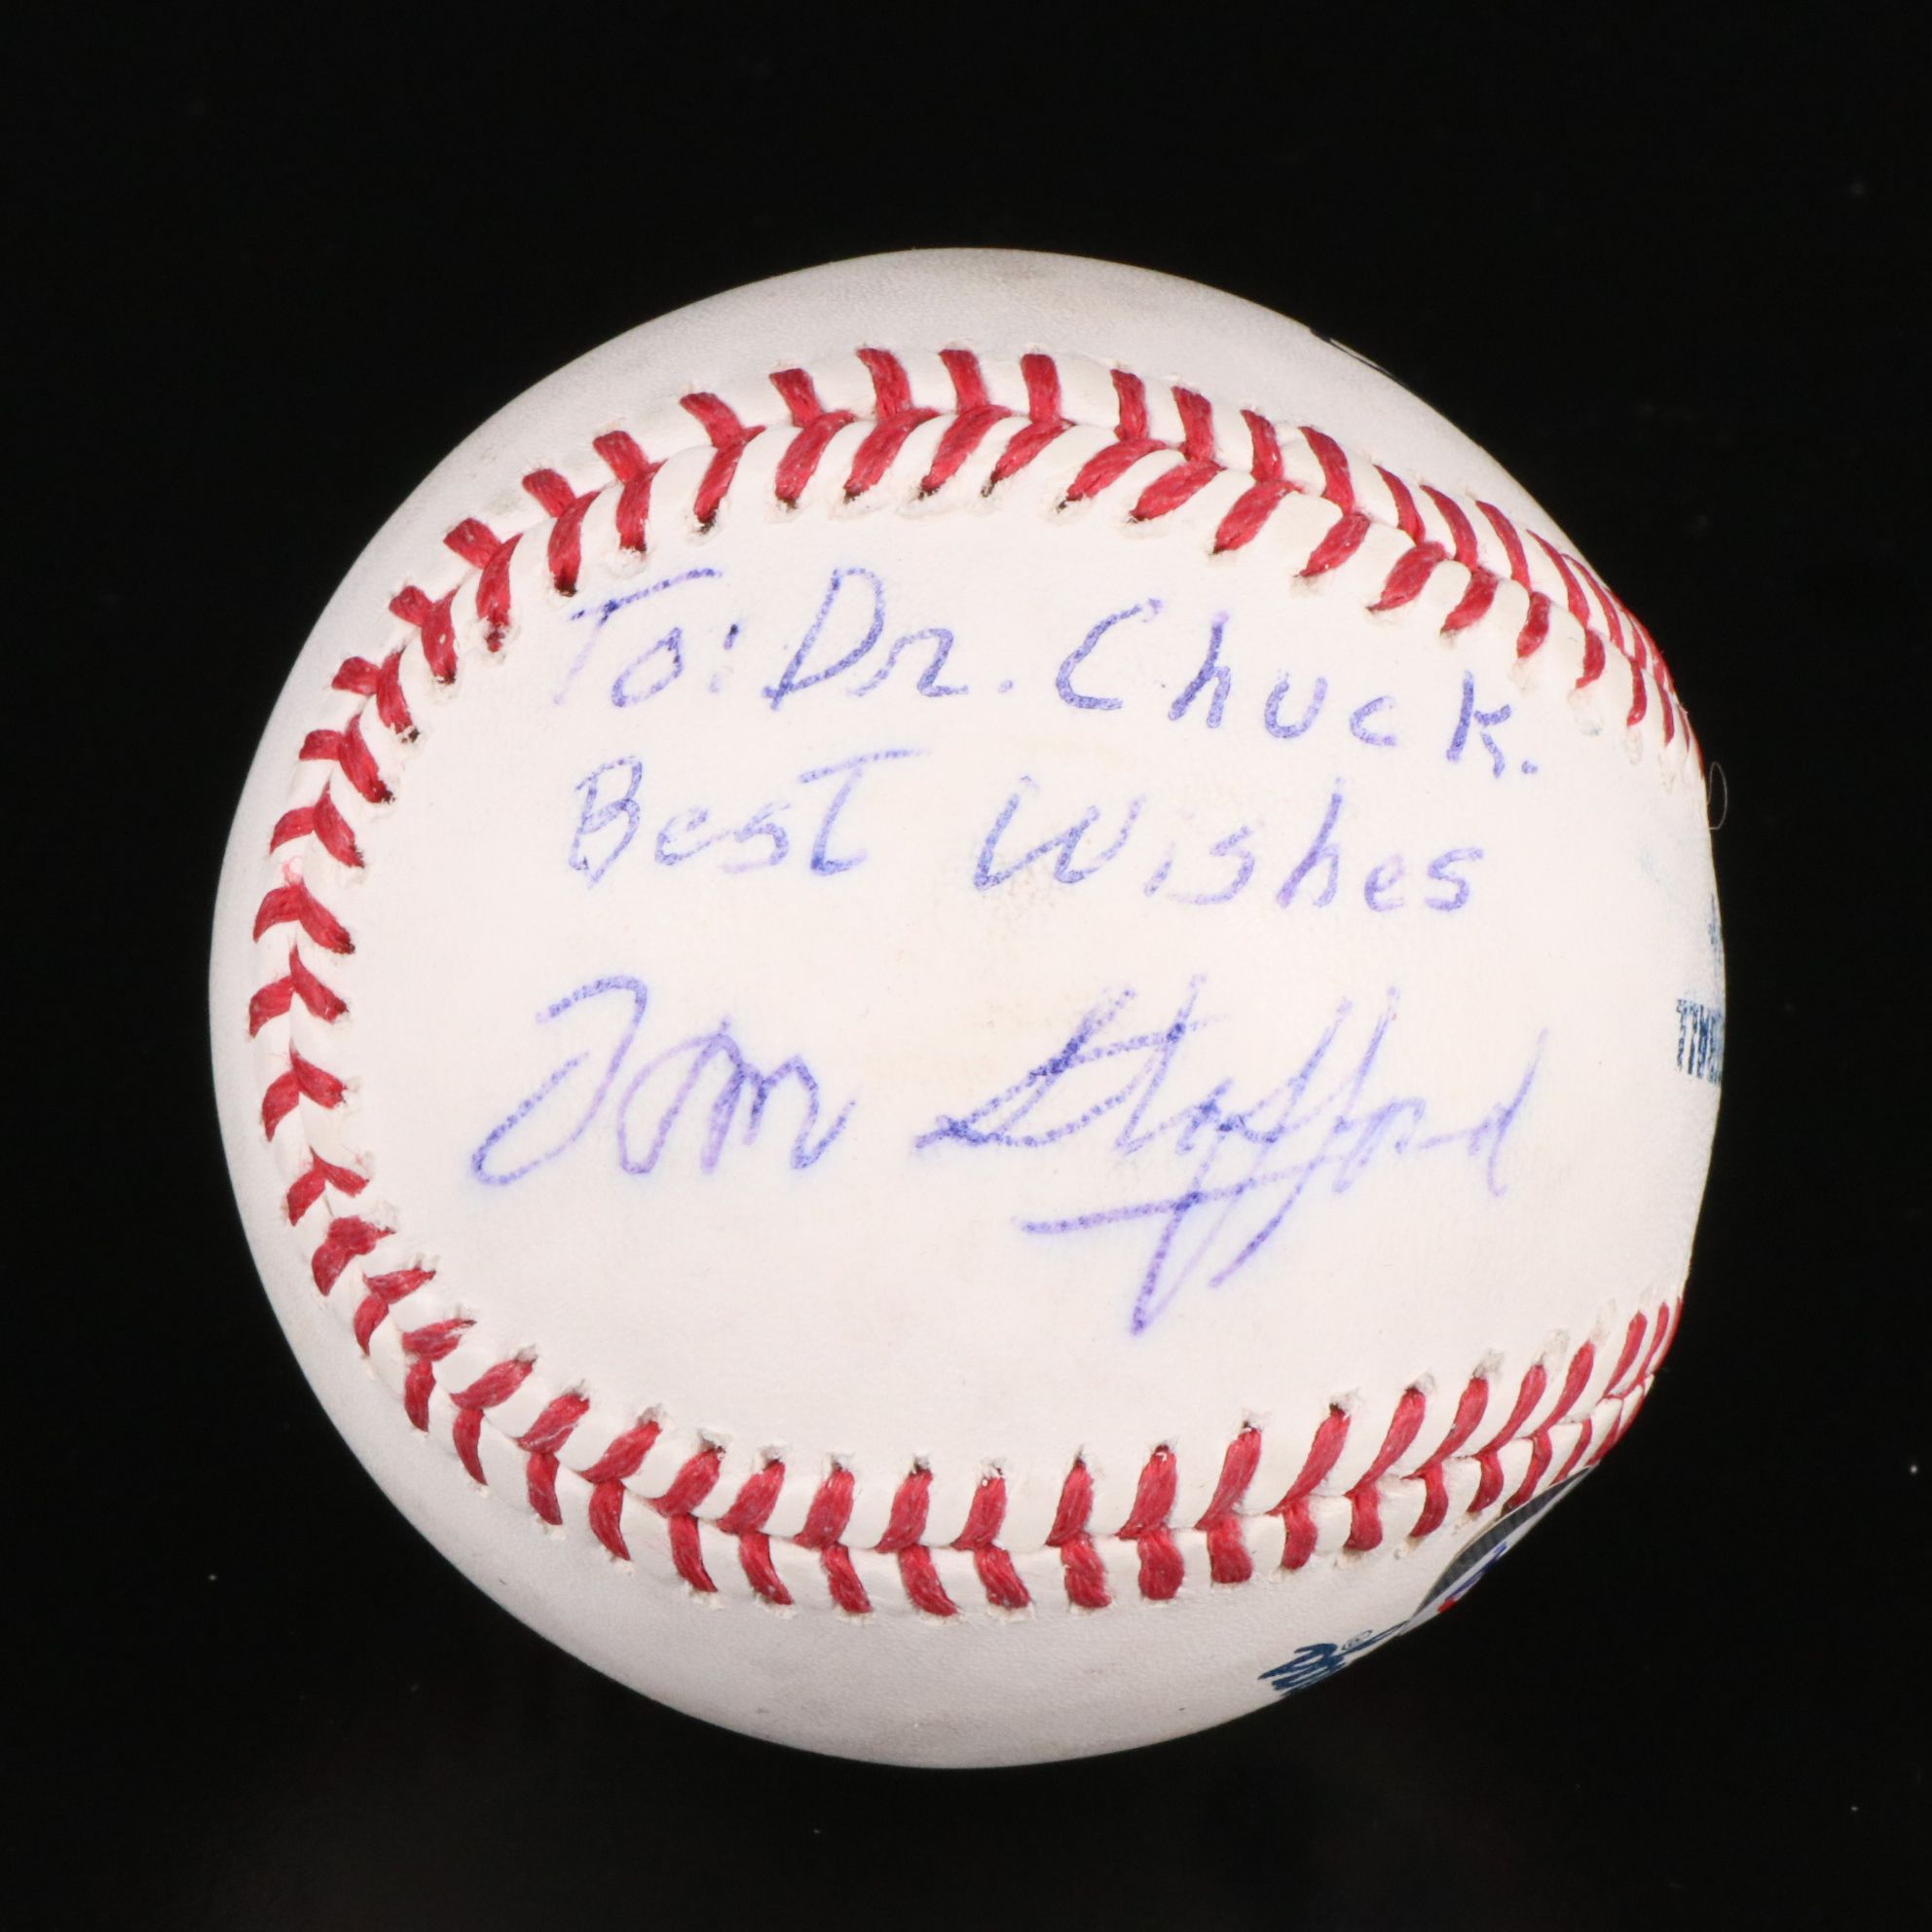 To: Dr. Chuck.
Best Wishes
Tom Stafford